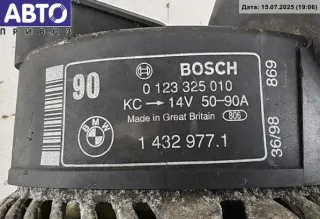 АВТО
ПРИВОЗ
Дата: 15.07.2025 (19:06)
90
BOSCH
0 123 325 010
KC → 14V 50-90A
Made in Great Britain 806
BMW
1 432 977.1
36/98 869